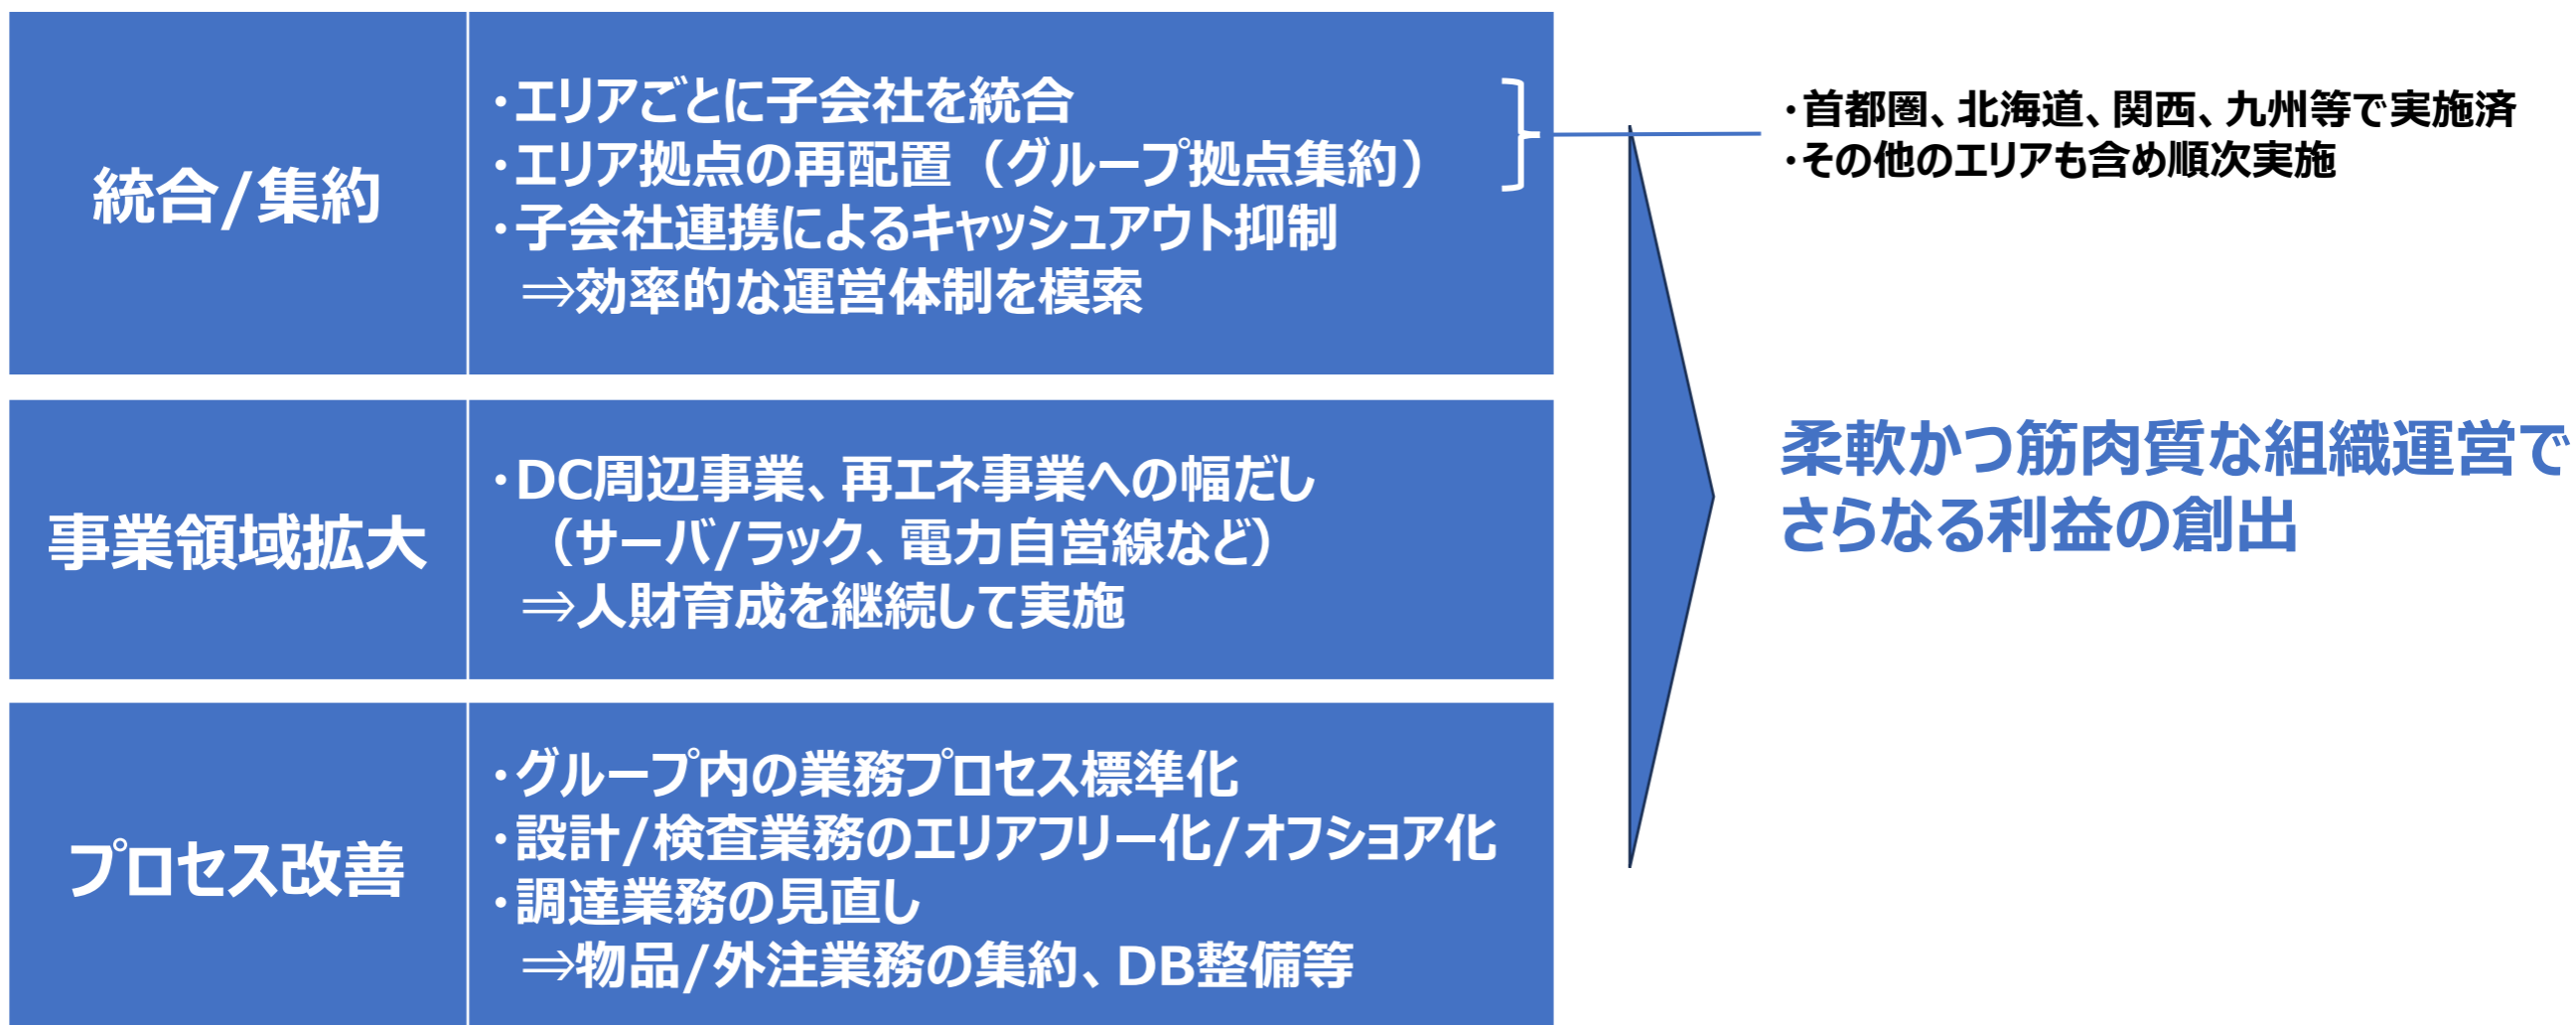 統合/集約
・エリアごとに子会社を統合
・エリア拠点の再配置（グループ拠点集約）
・子会社連携によるキャッシュアウト抑制
⇒効率的な運営体制を模索
・首都圏、北海道、関西、九州等で実施済
・その他のエリアも含め順次実施
事業領域拡大
・DC周辺事業、再エネ事業への幅だし
（サーバ/ラック、電力自営線など）
⇒人財育成を継続して実施
柔軟かつ筋肉質な組織運営で
さらなる利益の創出
プロセス改善
・グループ内の業務プロセス標準化
・設計/検査業務のエリアフリー化/オフショア化
・調達業務の見直し
⇒物品/外注業務の集約、DB整備等